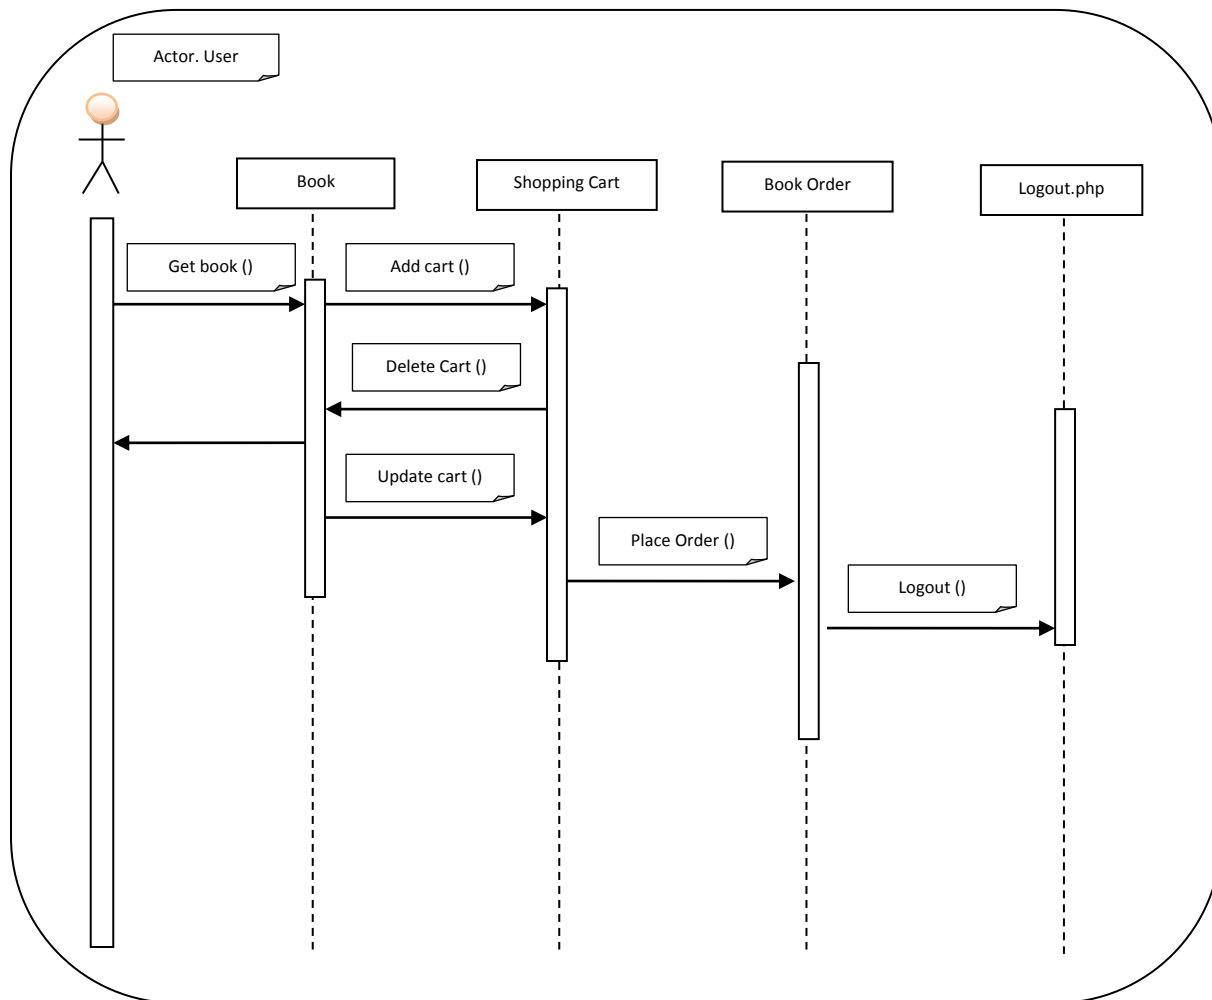 Actor. User
Book
Shopping Cart
Book Order
Logout.php
Get book ()
Add cart ()
Delete Cart ()
Update cart ()
Place Order ()
Logout ()